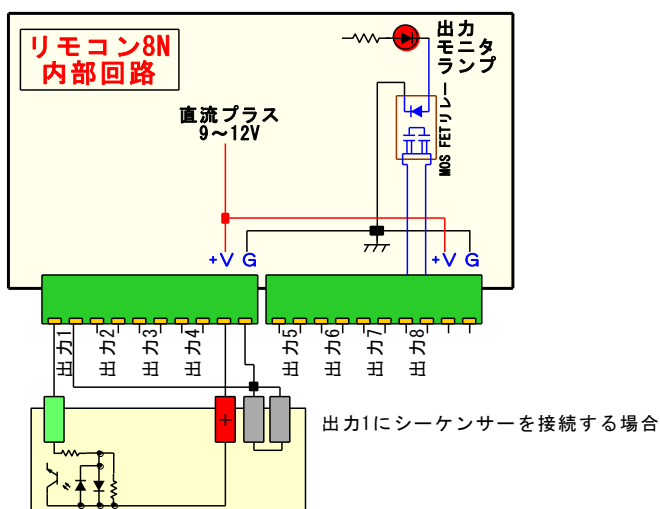 リモコン8N
内部回路
出力
モニタ
ランプ
直流プラス
9～12V
MOS FETリレー
+V G
+V G
出力1
出力2
出力3
出力4
出力5
出力6
出力7
出力8
+
出力1にシーケンサーを接続する場合